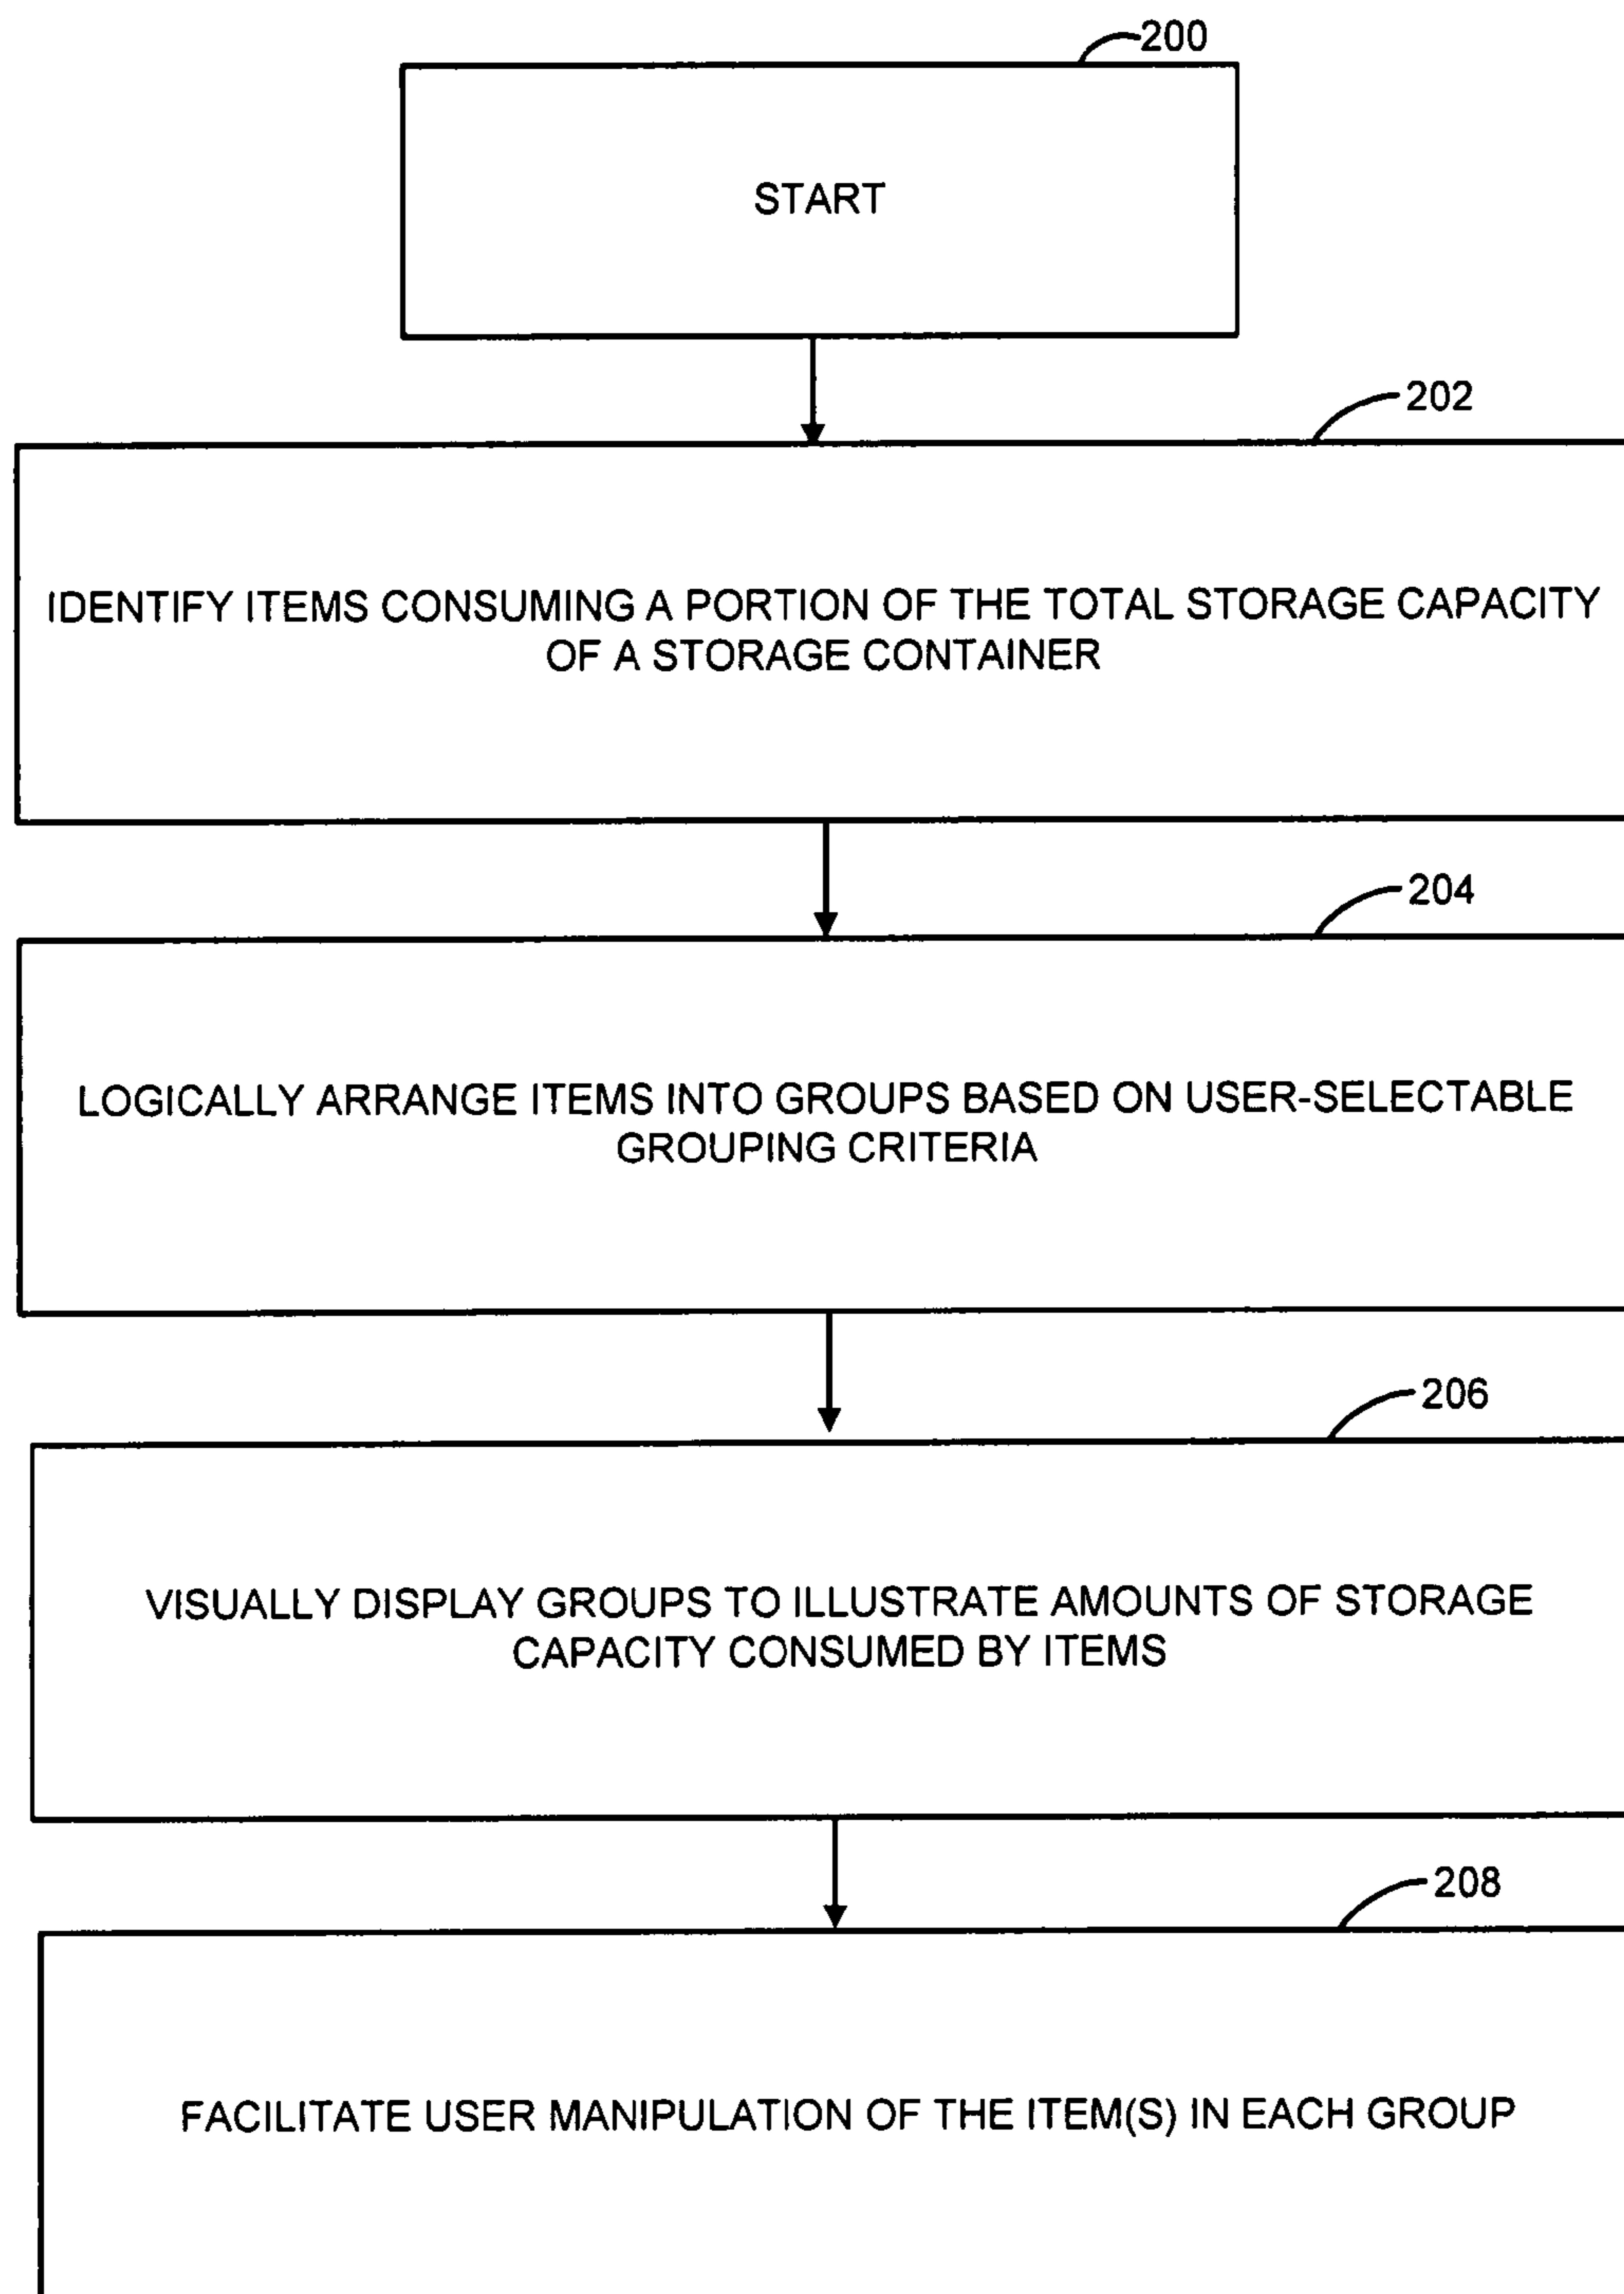 200
START
202
IDENTIFY ITEMS CONSUMING A PORTION OF THE TOTAL STORAGE CAPACITY
OF A STORAGE CONTAINER
204
LOGICALLY ARRANGE ITEMS INTO GROUPS BASED ON USER-SELECTABLE
GROUPING CRITERIA
206
VISUALLY DISPLAY GROUPS TO ILLUSTRATE AMOUNTS OF STORAGE
CAPACITY CONSUMED BY ITEMS
208
FACILITATE USER MANIPULATION OF THE ITEM(S) IN EACH GROUP